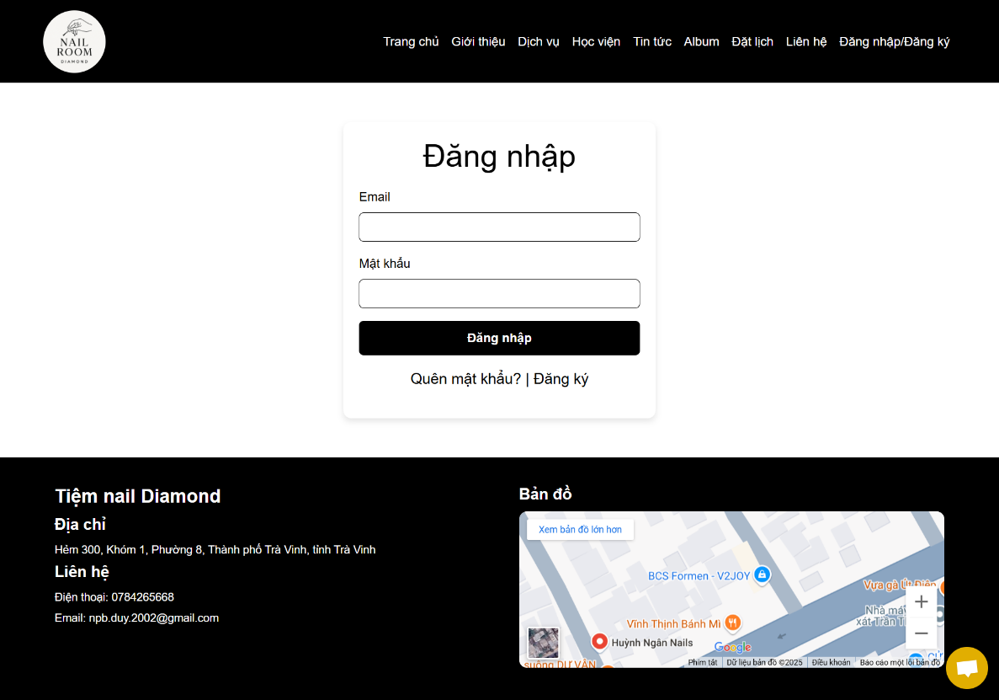 NAIL
ROOM
DIAMOND
Trang chủ Giới thiệu Dịch vụ Học viện Tin tức Album Đặt lịch Liên hệ Đăng nhập/Đăng ký
Đăng nhập
Email
Mật khẩu
Đăng nhập
Quên mật khẩu? | Đăng ký
Tiệm nail Diamond
Địa chỉ
Hẻm 300, Khóm 1, Phường 8, Thành phố Trà Vinh, tỉnh Trà Vinh
Liên hệ
Điện thoại: 0784265668
Email: npb.duy.2002@gmail.com
Bản đồ
Xem bản đồ lớn hơn
BCS Formen - V2JOY
Vựa gà Út Điện
Nhà máy
xát Trần T
Vĩnh Thịnh Bánh Mì
Huỳnh Ngân Nails
Google
Phím tắt Dữ liệu bản đồ ©2025 Điều khoản Báo cáo một lỗi bản đồ